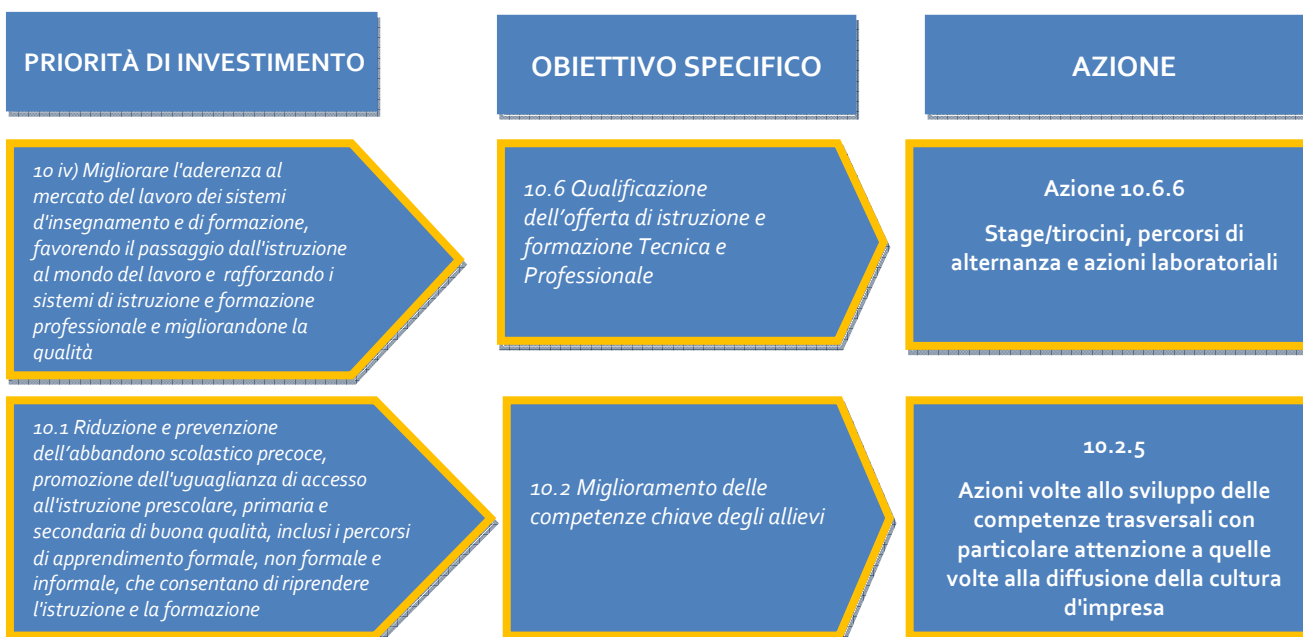 PRIORITÀ DI INVESTIMENTO
OBIETTIVO SPECIFICO
AZIONE
10 iv) Migliorare l'aderenza al
mercato del lavoro dei sistemi
d'insegnamento e di formazione,
favorendo il passaggio dall'istruzione
al mondo del lavoro e rafforzando i
sistemi di istruzione e formazione
professionale e migliorandone la
qualità
10.6 Qualificazione
dell'offerta di istruzione e
formazione Tecnica e
Professionale
Azione 10.6.6
Stage/tirocini, percorsi di
alternanza e azioni laboratoriali
10.1 Riduzione e prevenzione
dell'abbandono scolastico precoce,
promozione dell'uguaglianza di accesso
all'istruzione prescolare, primaria e
secondaria di buona qualità, inclusi i percorsi
di apprendimento formale, non formale e
informale, che consentano di riprendere
l'istruzione e la formazione
10.2 Miglioramento delle
competenze chiave degli allievi
10.2.5
Azioni volte allo sviluppo delle
competenze trasversali con
particolare attenzione a quelle
volte alla diffusione della cultura
d'impresa